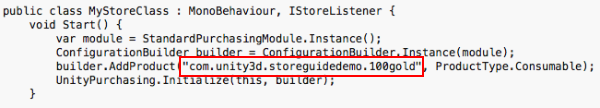 public class MyStoreClass : MonoBehaviour, IStoreListener {
void Start() {
var module = StandardPurchasingModule.Instance();
ConfigurationBuilder builder = ConfigurationBuilder.Instance(module);
builder.AddProduct("com.unity3d.storeguidedemo.100gold", ProductType.Consumable);
UnityPurchasing.Initialize(this, builder);
}